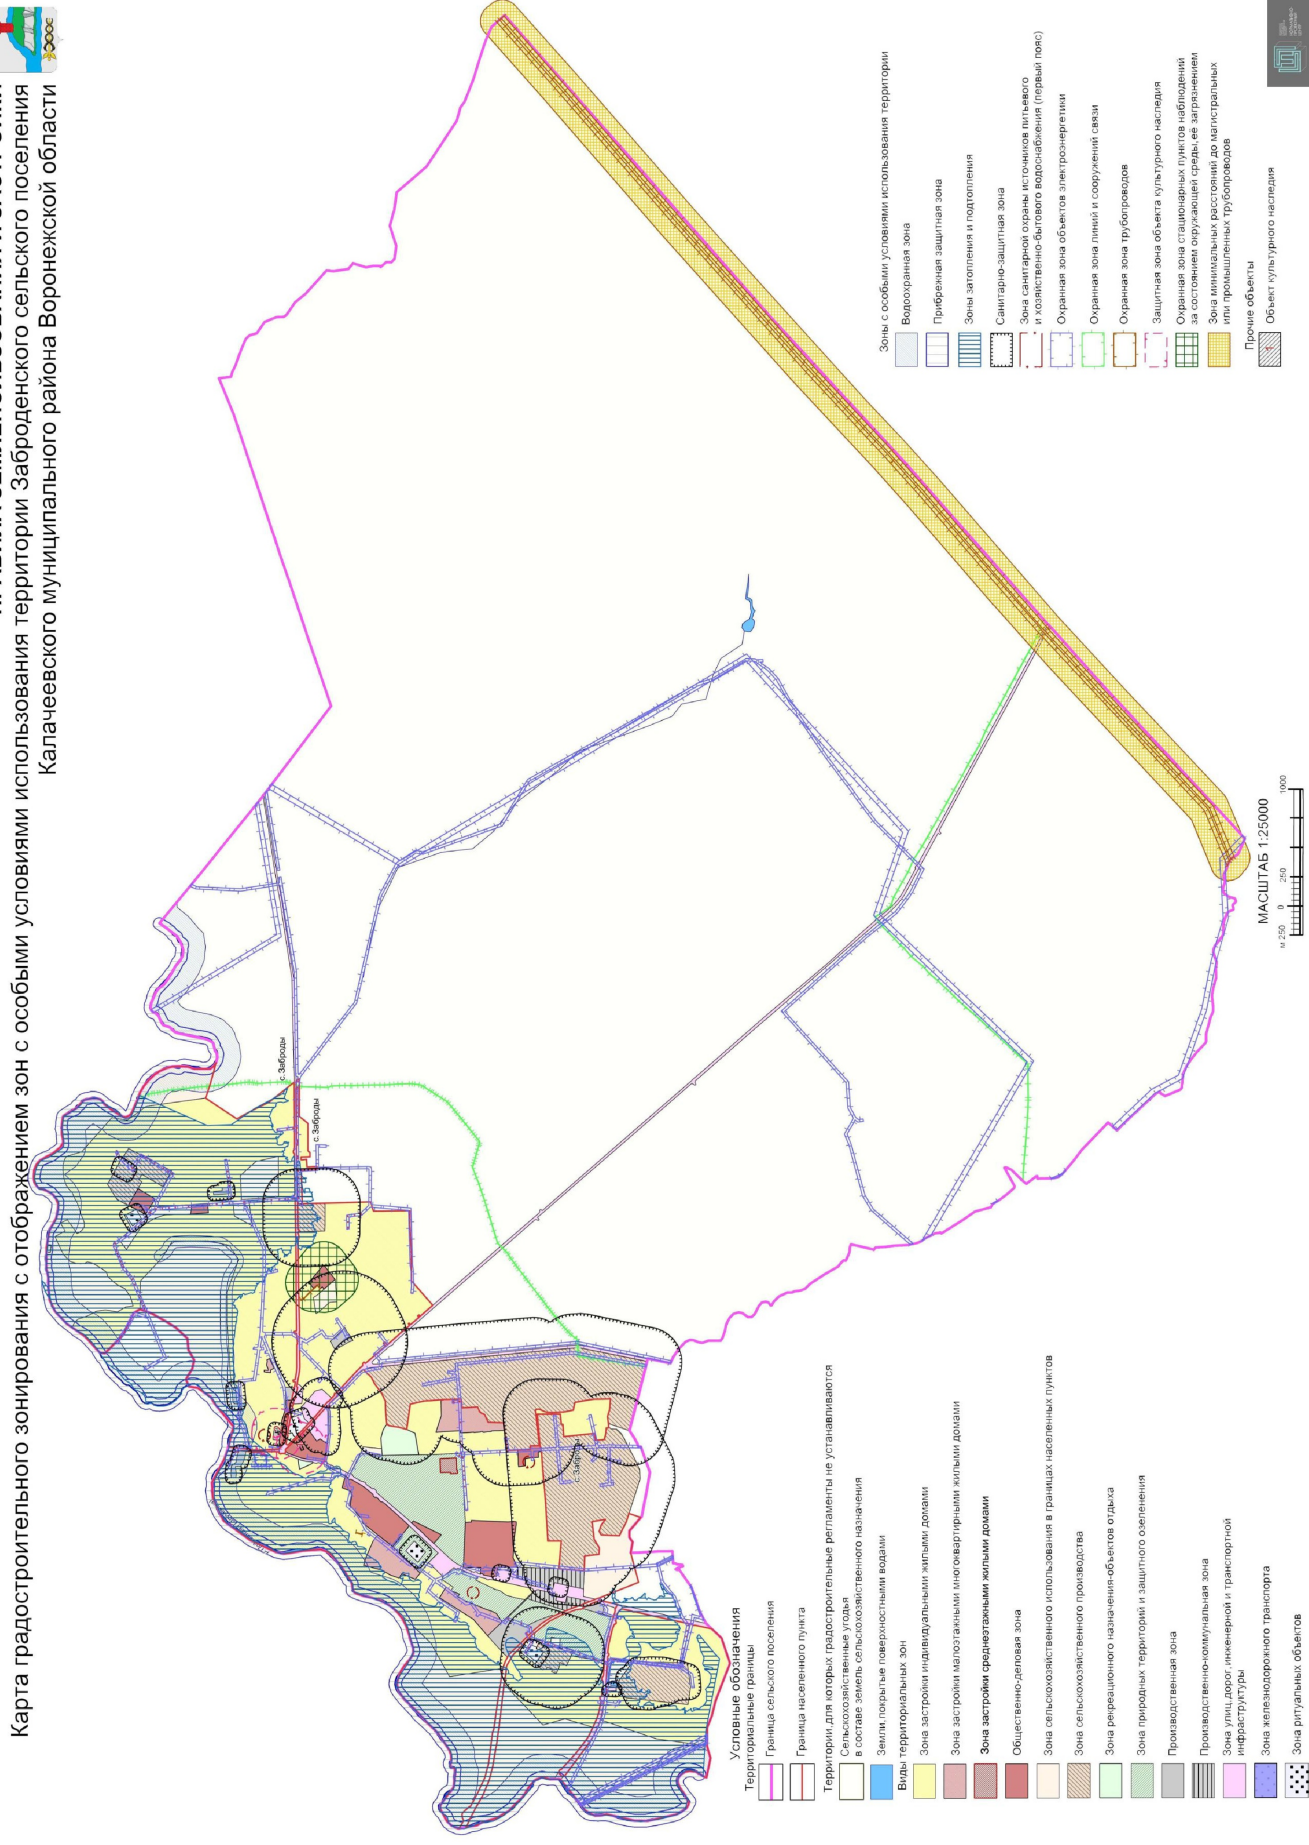 Карта градостроительного зонирования с отображением зон с особыми условиями использования территории Заброденского сельского поселения
Калачеевского муниципального района Воронежской области
с. Заброды
с. Заброды
с. Заброды
Зоны с особыми условиями использования территории
Водоохранная зона
Прибрежная защитная зона
Зоны затопления и подтопления
Санитарно-защитная зона
Зона санитарной охраны источников питьевого
и хозяйственно-бытового водоснабжения (первый пояс)
Охранная зона объектов электроэнергетики
Охранная зона линий и сооружений связи
Охранная зона трубопроводов
Защитная зона объекта культурного наследия
Охранная зона стационарных пунктов наблюдений
за состоянием окружающей среды, её загрязнением
Зона минимальных расстояний до магистральных
или промышленных трубопроводов
Прочие объекты
1
Объект культурного наследия
МАСШТАБ 1:25000
м 250 0 250 1000
Условные обозначения
Территориальные границы
Граница сельского поселения
Граница населенного пункта
Территории, для которых градостроительные регламенты не устанавливаются
Сельскохозяйственные угодья
в составе земель сельскохозяйственного назначения
Земли, покрытые поверхностными водами
Виды территориальных зон
Зона застройки индивидуальными жилыми домами
Зона застройки малоэтажными многоквартирными жилыми домами
Зона застройки среднеэтажными жилыми домами
Общественно-деловая зона
Зона сельскохозяйственного использования в границах населенных пунктов
Зона сельскохозяйственного производства
Зона рекреационного назначения-объектов отдыха
Зона природных территорий и защитного озеленения
Производственная зона
Производственно-коммунальная зона
Зона улиц, дорог, инженерной и транспортной
инфраструктуры
Зона железнодорожного транспорта
Зона ритуальных объектов